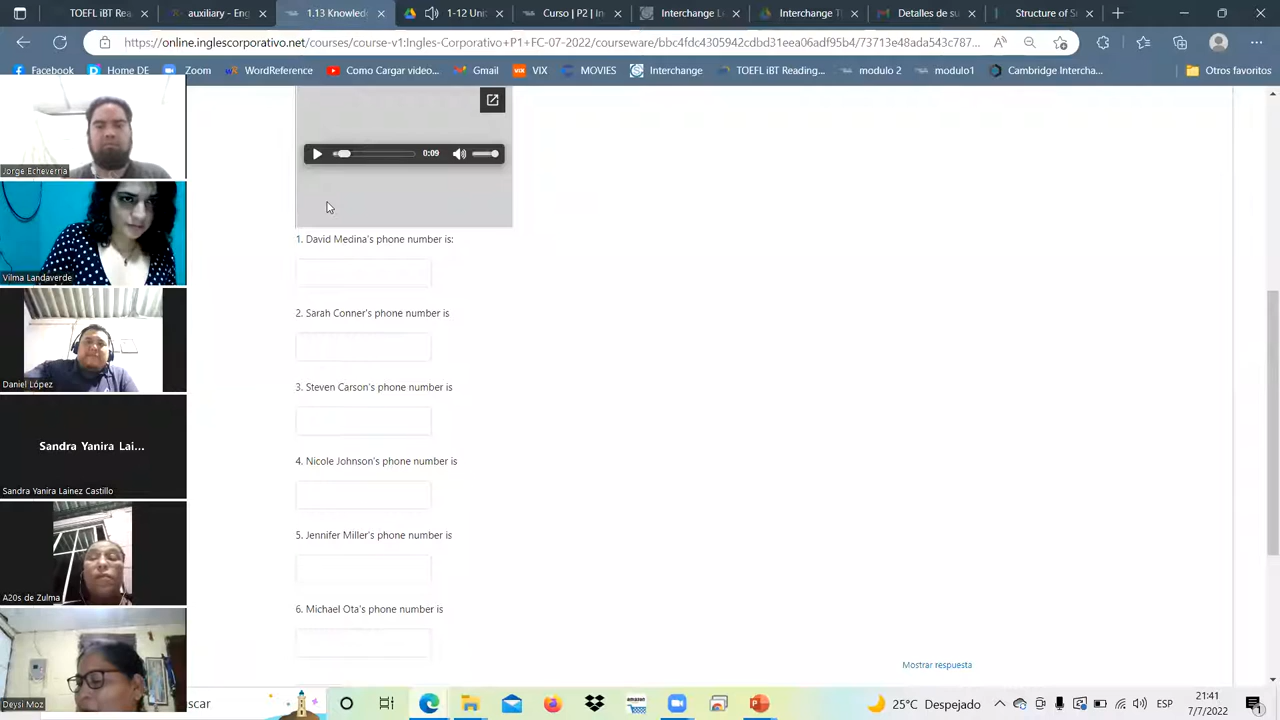 auxiliary - Eng
1.13 Knowled
1-12 Un
Curso | P2 | In
Interchange Le
Interchange T
Detalles de su
Structure of S
https://online.inglescorporativo.net/courses/course-v1:Ingles-Corporativo+P1+FC-07-2022/courseware/bbc4fdc4305942cdbd31eea06adf95b4/73713e48ada543c787...
Facebook
Home DE
Zoom
WordReference
Como Cargar video...
Gmail
VIX
MOVIES
Interchange
TOEFL iBT Reading...
modulo 2
modulo1
Cambridge Intercha...
Otros favoritos
Jorge Echeverria
Vilma Landaverde
Daniel López
Sandra Yanira Lai...
Sandra Yanira Lainez Castillo
A20s de Zulma
Deysi Moz
0:09
1. David Medina's phone number is:
2. Sarah Conner's phone number is
3. Steven Carson's phone number is
4. Nicole Johnson's phone number is
5. Jennifer Miller's phone number is
6. Michael Ota's phone number is
Mostrar respuesta
scar
25°C Despejado
ESP
21:41
7/7/2022